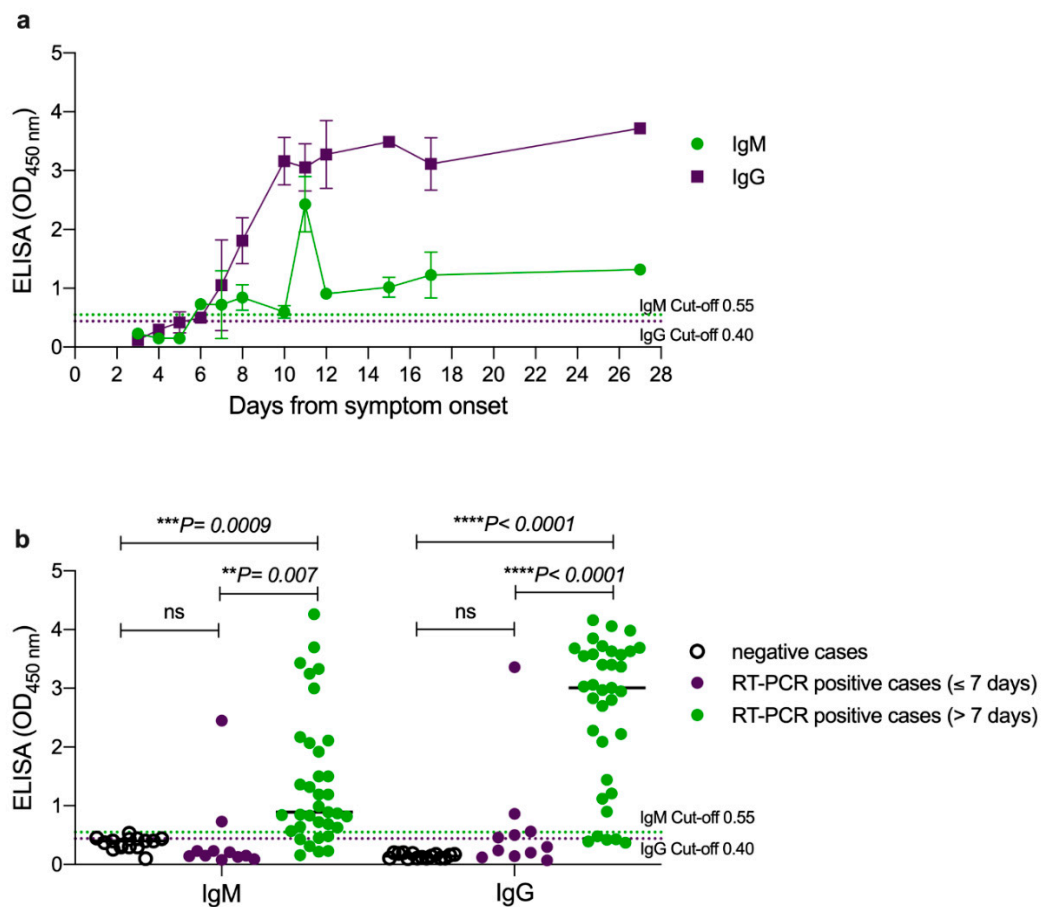 a
5
4
3
2
1
0
ELISA (OD450 nm)
IgM
IgG
IgM Cut-off 0.55
IgG Cut-off 0.40
0 2 4 6 8 10 12 14 16 18 20 22 24 26 28
Days from symptom onset
b
***P= 0.0009
****P< 0.0001
**P= 0.007
****P< 0.0001
ns
ns
5
4
3
2
1
0
ELISA (OD450 nm)
negative cases
RT-PCR positive cases (≤ 7 days)
RT-PCR positive cases (> 7 days)
IgM Cut-off 0.55
IgG Cut-off 0.40
IgM
IgG